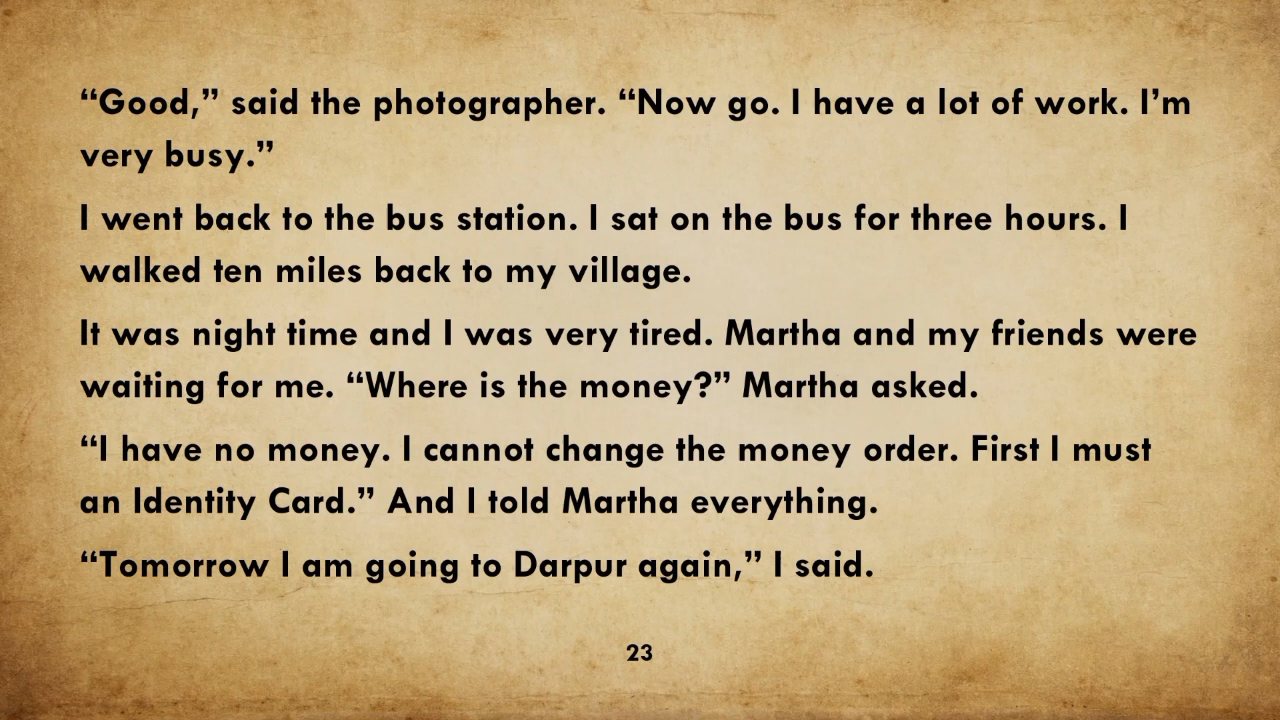 “Good,” said the photographer. “Now go. I have a lot of work. I’m
very busy.”
I went back to the bus station. I sat on the bus for three hours. I
walked ten miles back to my village.
It was night time and I was very tired. Martha and my friends were
waiting for me. “Where is the money?” Martha asked.
“I have no money. I cannot change the money order. First I must
an Identity Card.” And I told Martha everything.
“Tomorrow I am going to Darpur again,” I said.
23